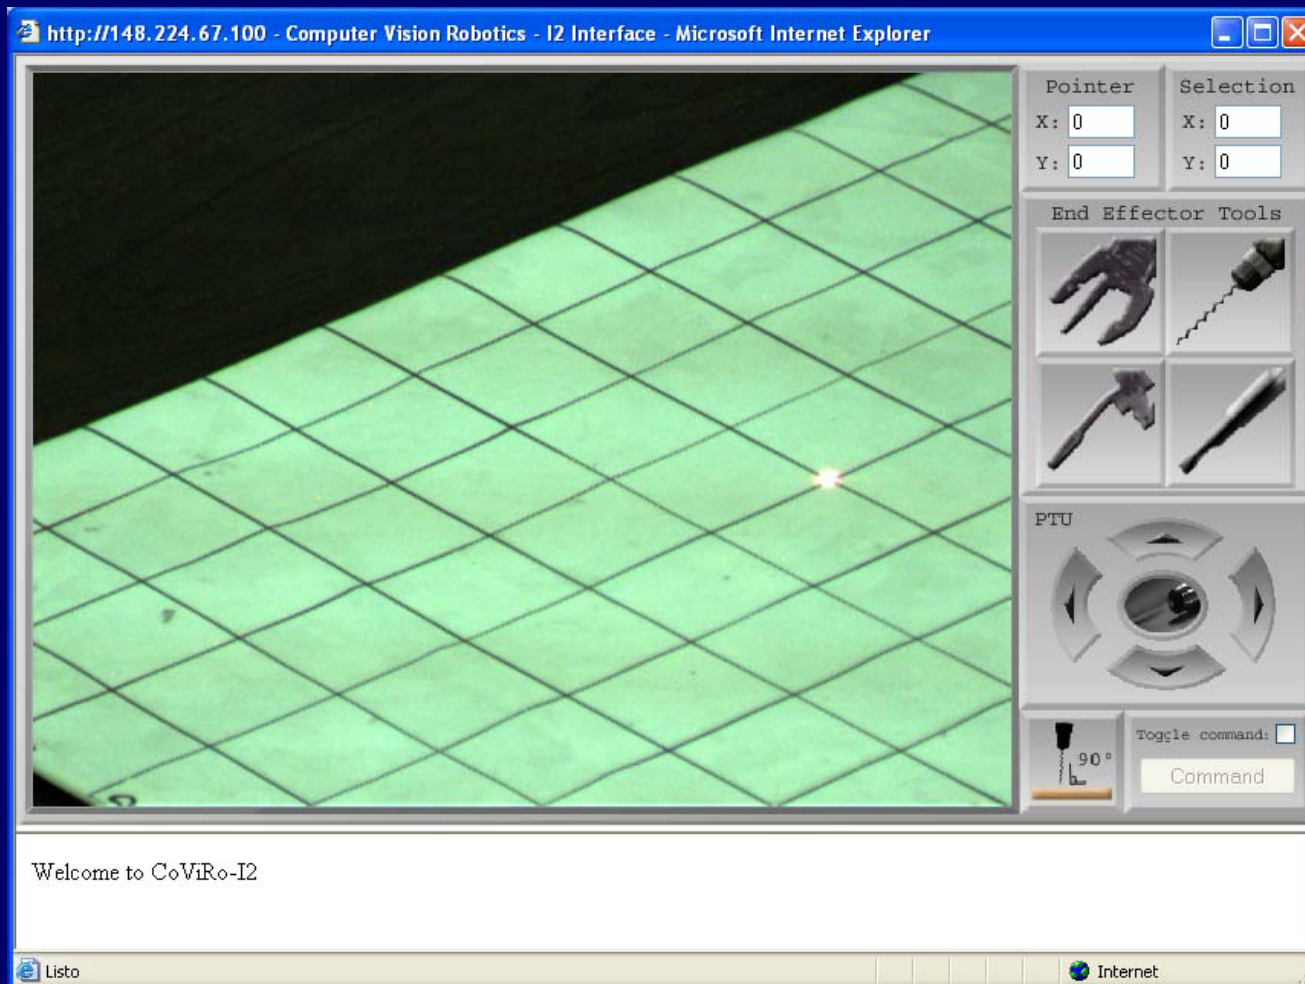 http://148.224.67.100 - Computer Vision Robotics - I2 Interface - Microsoft Internet Explorer
Pointer
X: 0
Y: 0
Selection
X: 0
Y: 0
End Effector Tools
PTU
90°
Toggle command:
Command
Welcome to CoViRo-I2
Listo
Internet